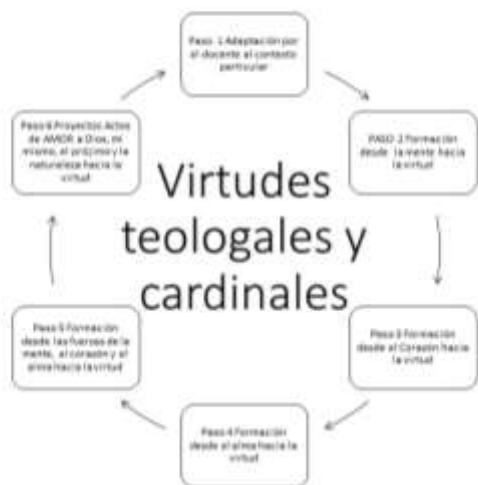 Paso 1 Adaptación por
el docente al contexto
particular
PASO 2 Formación
desde la mente hacia
la virtud
Paso 3 Formación
desde el Corazón hacia
la virtud
Paso 4 Formación
desde el alma hacia la
virtud
Paso 5 Formación
desde las fuerzas de la
mente, el corazón y el
alma hacia la virtud
Paso 6 Proyectos Actos
de AMOR a Dios, mi
mismo, el prójimo y la
naturaleza hacia la
virtud
Virtudes
teologales y
cardinales